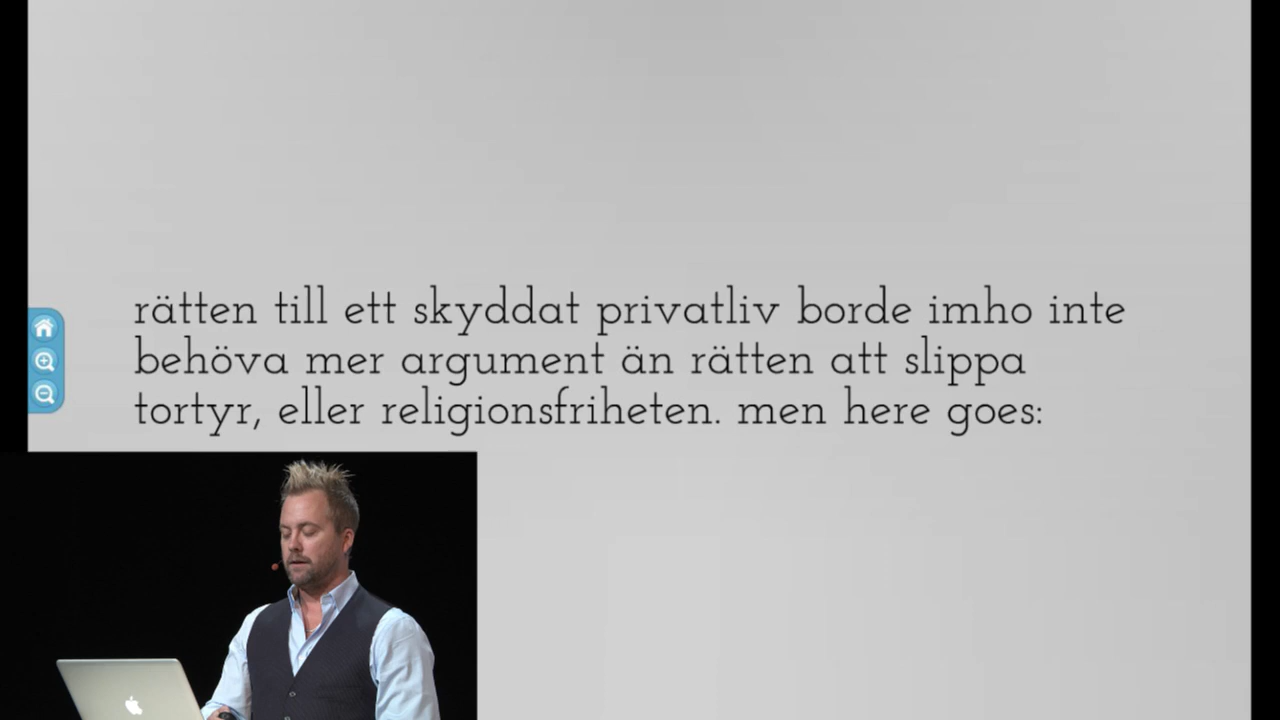 rätten till ett skyddat privatliv borde imho inte
behöva mer argument än rätten att slippa
tortyr, eller religionsfriheten. men here goes: